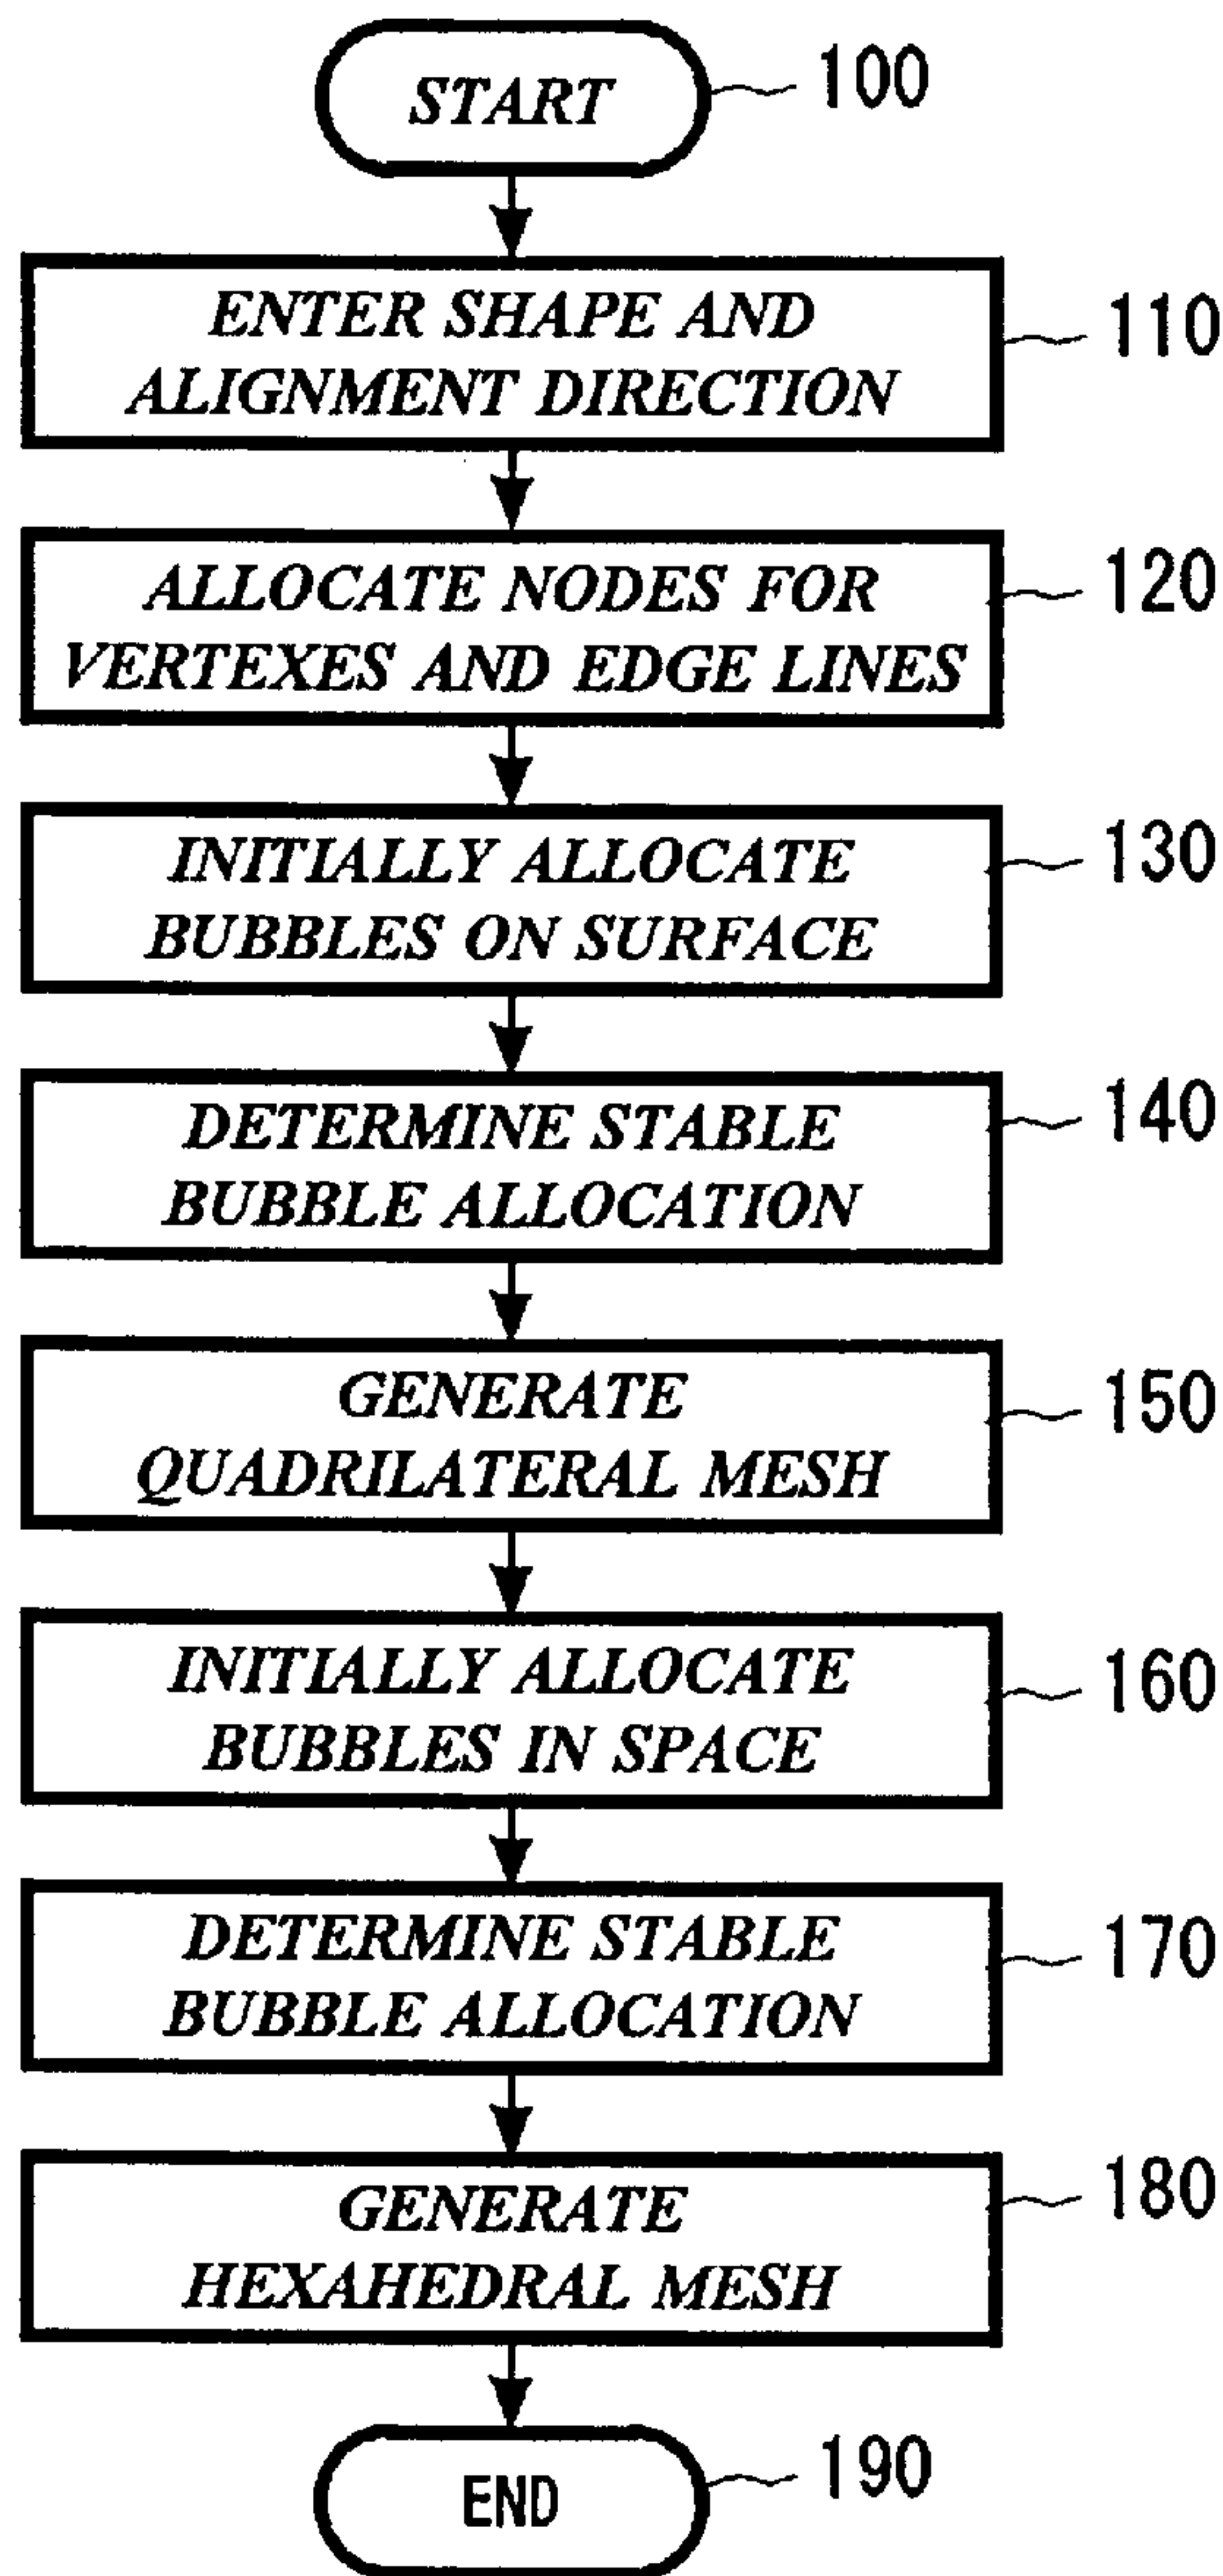 START
100
ENTER SHAPE AND
ALIGNMENT DIRECTION
110
ALLOCATE NODES FOR
VERTEXES AND EDGE LINES
120
INITIALLY ALLOCATE
BUBBLES ON SURFACE
130
DETERMINE STABLE
BUBBLE ALLOCATION
140
GENERATE
QUADRILATERAL MESH
150
INITIALLY ALLOCATE
BUBBLES IN SPACE
160
DETERMINE STABLE
BUBBLE ALLOCATION
170
GENERATE
HEXAHEDRAL MESH
180
END
190